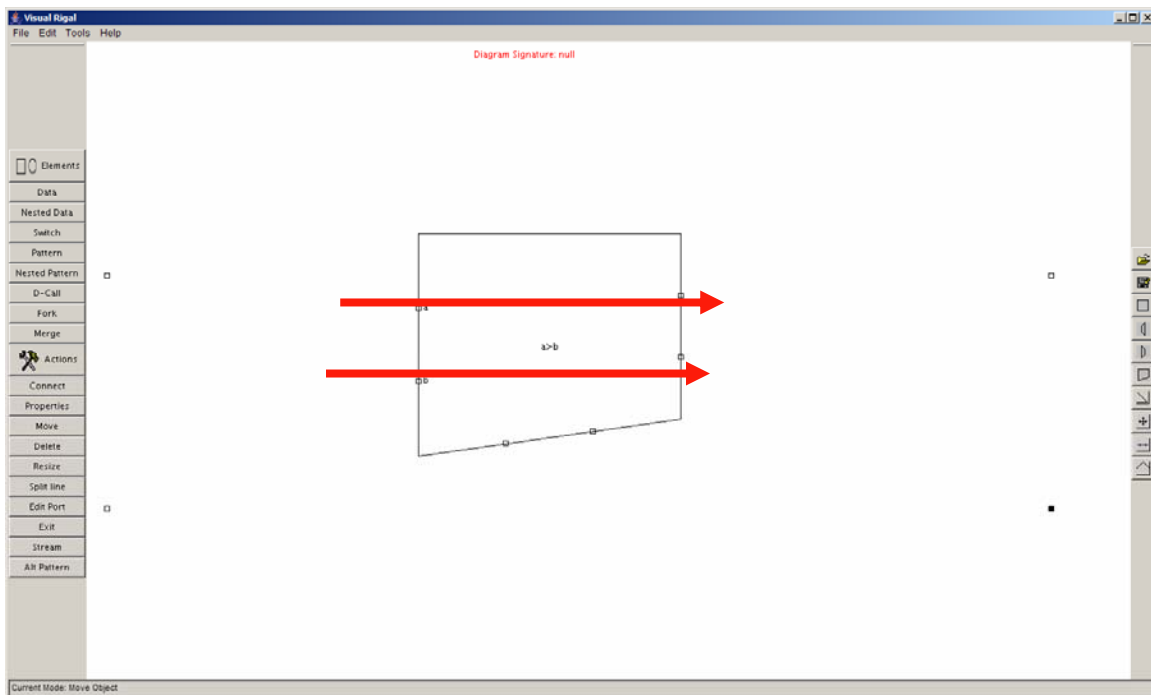 Visual Rigal
File Edit Tools Help
Diagram Signature: null
Elements
Data
Nested Data
Switch
Pattern
Nested Pattern
D-Call
Fork
Merge
Actions
Connect
Properties
Move
Delete
Resize
Split line
Edit Port
Exit
Stream
Alt Pattern
a
a>b
b
Current Mode: Move Object